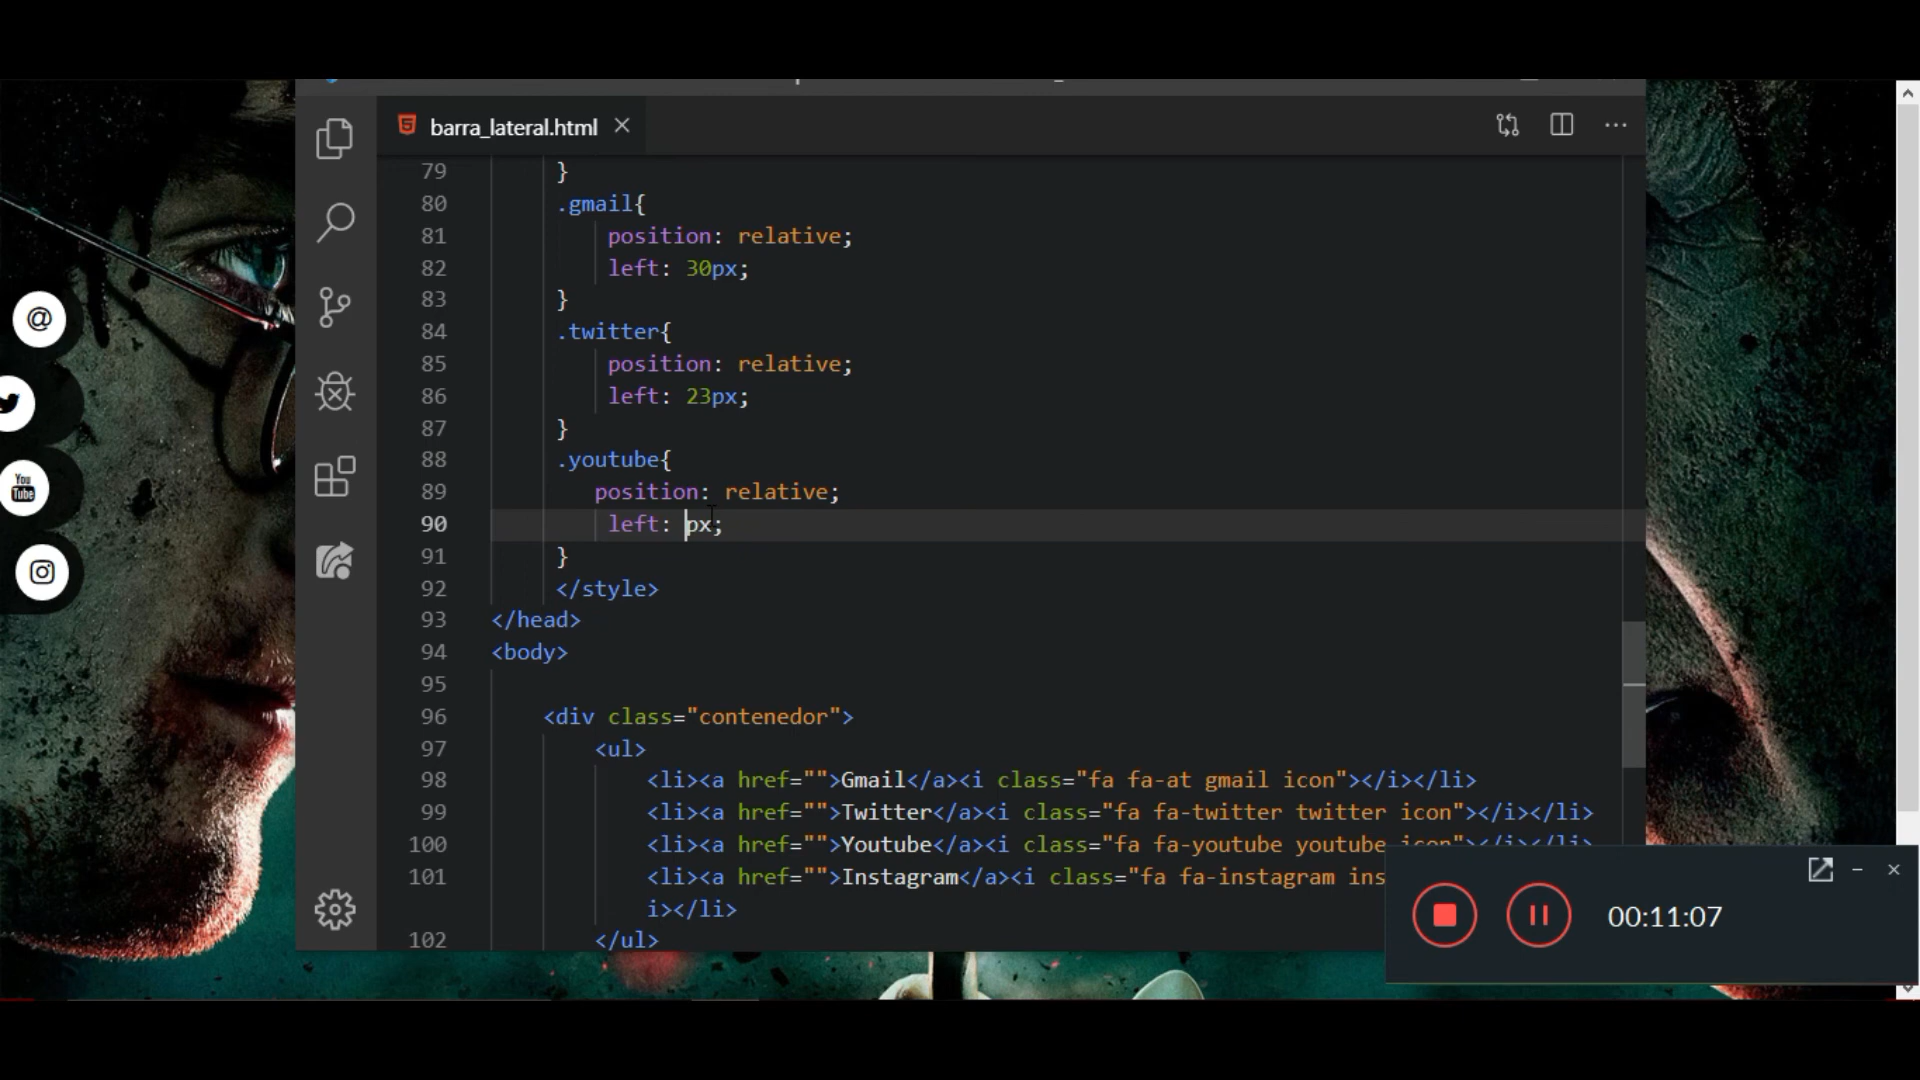 barra_lateral.html
79 }
80 .gmail{
81 position: relative;
82 left: 30px;
83 }
84 .twitter{
85 position: relative;
86 left: 23px;
87 }
88 .youtube{
89 position: relative;
90 left: px;
91 }
92 </style>
93 </head>
94 <body>
95
96 <div class="contenedor">
97 <ul>
98 <li><a href="">Gmail</a><i class="fa fa-at gmail icon"></i></li>
99 <li><a href="">Twitter</a><i class="fa fa-twitter twitter icon"></i></li>
100 <li><a href="">Youtube</a><i class="fa fa-youtube youtube icon"></i></li>
101 <li><a href="">Instagram</a><i class="fa fa-instagram ins
i></li>
102 </ul>
@
You
Tube
00:11:07